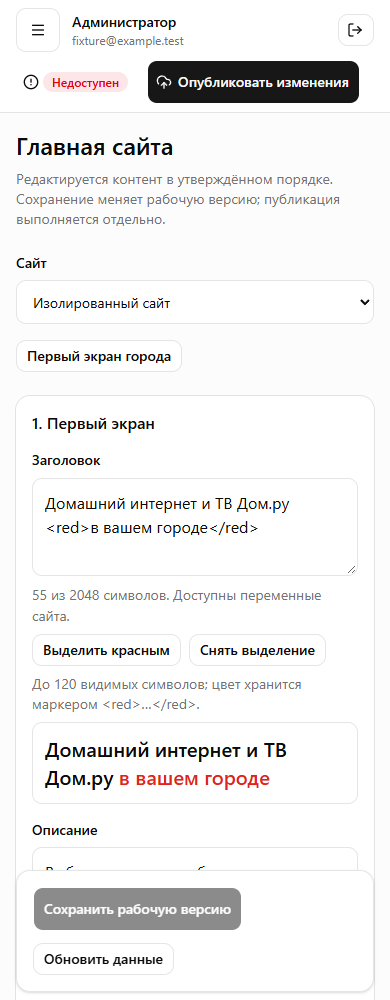 Администратор
fixture@example.test
Недоступен
Опубликовать изменения
Главная сайта
Редактируется контент в утверждённом порядке.
Сохранение меняет рабочую версию; публикация
выполняется отдельно.
Сайт
Изолированный сайт
Первый экран города
1. Первый экран
Заголовок
Домашний интернет и ТВ Дом.ру
<red>в вашем городе</red>
55 из 2048 символов. Доступны переменные
сайта.
Выделить красным
Снять выделение
До 120 видимых символов; цвет хранится
маркером <red>…</red>.
Домашний интернет и ТВ
Дом.ру в вашем городе
Описание
Сохранить рабочую версию
Обновить данные